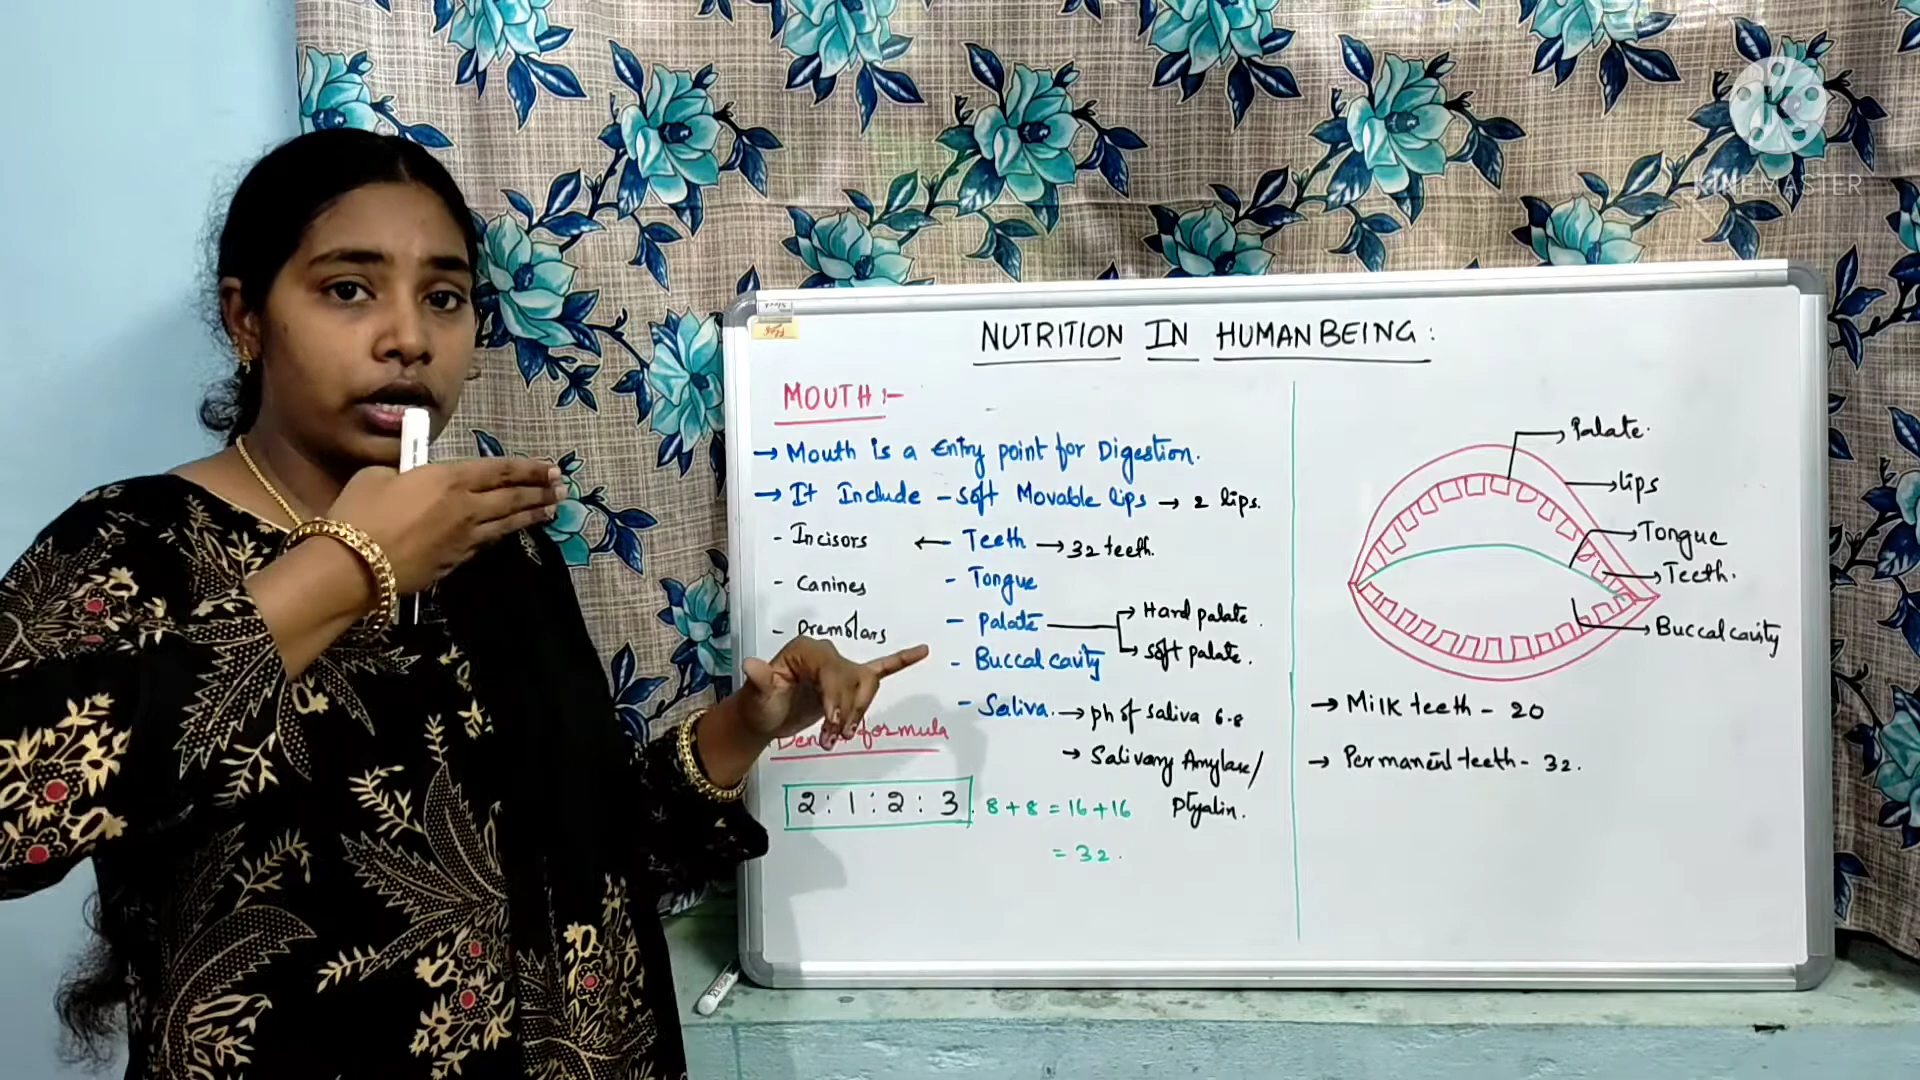 KINEMASTER
NUTRITION IN HUMAN BEING :
MOUTH :-
→ Mouth is a Entry point for Digestion.
→ It Include - Soft Movable lips → 2 lips.
- Incisors ← Teeth → 32 teeth.
- Canines - Tongue
- Premolars - Palate → Hard palate.
→ Soft palate.
- Buccal cavity
- Saliva. → ph of saliva 6.8
→ Salivary Amylase/
Ptyalin.
formula
2 : 1 : 2 : 3 . 8 + 8 = 16 + 16
= 32.
Palate.
lips
Tongue
Teeth.
Buccal cavity
→ Milk teeth - 20
→ Permanent teeth - 32.